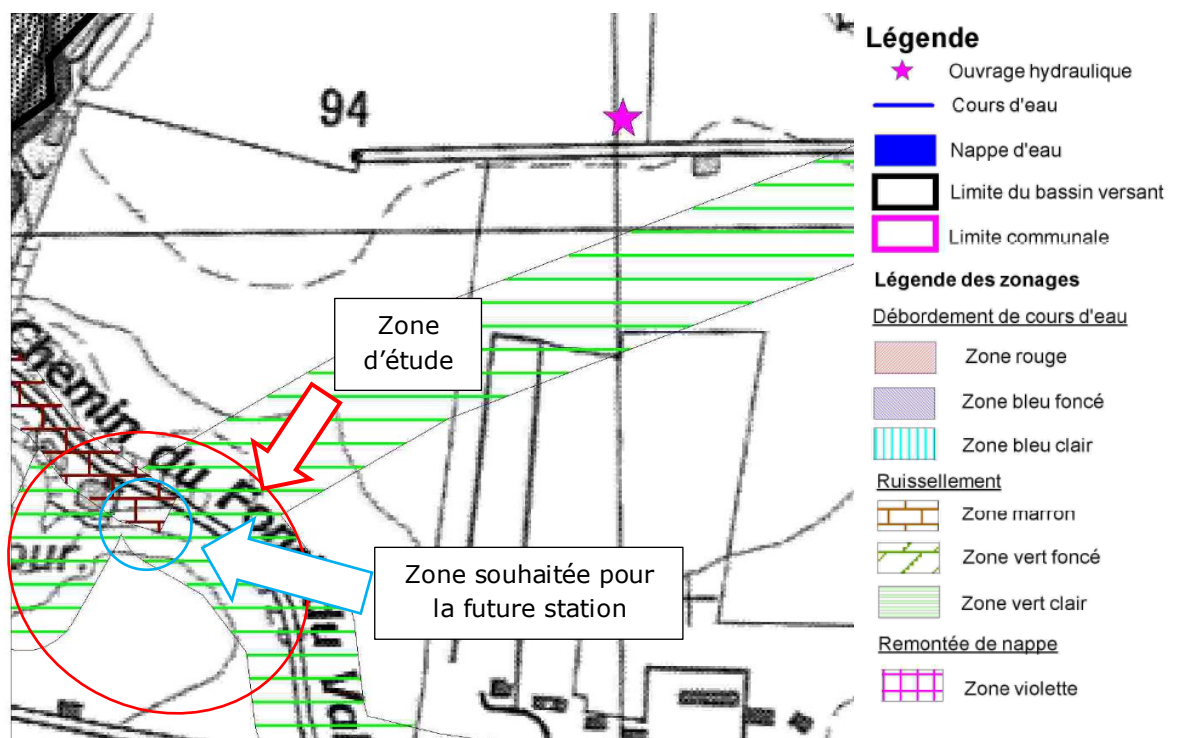 94
Zone
d’étude
Chemin du
Zone souhaitée pour
la future station
Légende
Ouvrage hydraulique
Cours d'eau
Nappe d'eau
Limite du bassin versant
Limite communale
Légende des zonages
Débordement de cours d'eau
Zone rouge
Zone bleu foncé
Zone bleu clair
Ruissellement
Zone marron
Zone vert foncé
Zone vert clair
Remontée de nappe
Zone violette